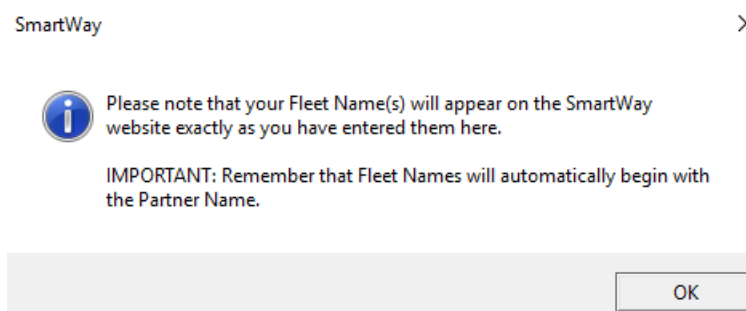 SmartWay
Please note that your Fleet Name(s) will appear on the SmartWay
website exactly as you have entered them here.
IMPORTANT: Remember that Fleet Names will automatically begin with
the Partner Name.
OK